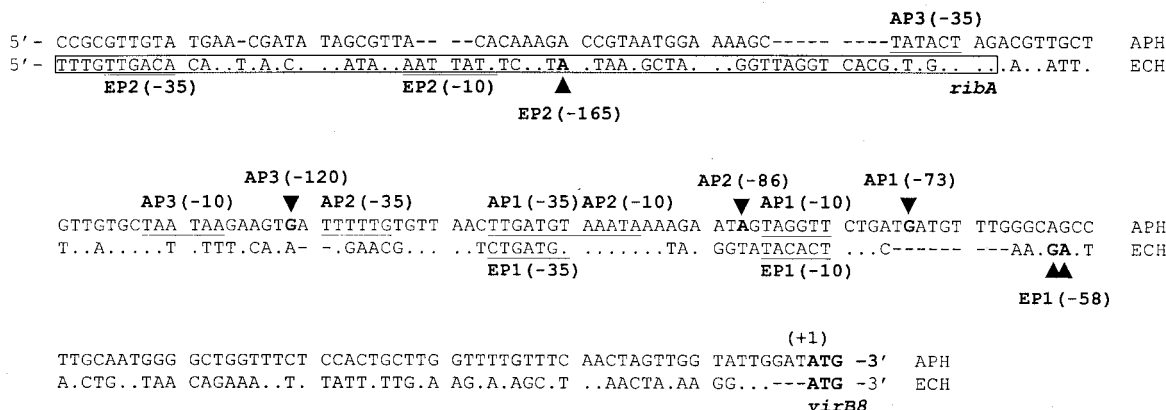 AP3(-35)
5'- CCGCGTTGTA TGAA-CGATA TAGCGTTA-- --CACAAAGA CCGTAATGGA AAAGC----- -----TATACT AGACGTTGCT APH
5'- TTTGTTGACA CA..T.A.C. ...ATA..AAT TAT.TC..TA .TAA.GCTA. ..GGTTAGGT CACG.T.G.. ..A..ATT. ECH
EP2(-35) EP2(-10) ribA
EP2(-165)
AP3(-120) AP2(-86) AP1(-73)
AP3(-10) AP2(-35) AP1(-35) AP2(-10) AP1(-10)
GTTGTGCTAA TAAGAAGTGA TTTTTGTGTT AACTTGATGT AAATAAAAGA ATAGTAGGTT CTGATGATGT TTGGGCAGCC APH
T..A.....T .TTT.CA.A- -.GAACG... ..TCTGATG. .......TA. GGTATACACT ...C------ -AA.GA.T ECH
EP1(-35) EP1(-10)
EP1(-58)
(+1)
TTGCAATGGG GCTGGTTTCT CCACTGCTTG GTTTTGTTTC AACTAGTTGG TATTGGATATG -3' APH
A.CTG..TAA CAGAAA..T. TATT.TTG.A AG.A.AGC.T ..AACTA.AA GG...---ATG -3' ECH
virB8